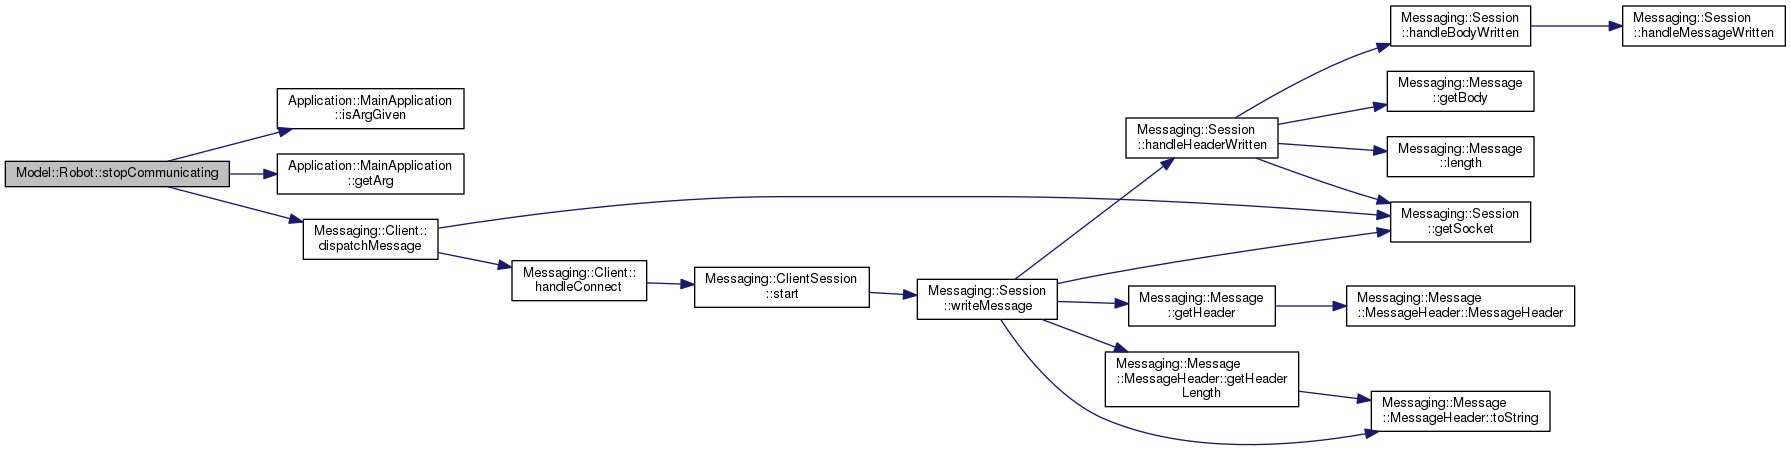 Model::Robot::stopCommunicating
Application::MainApplication
::isArgGiven
Application::MainApplication
::getArg
Messaging::Client::
dispatchMessage
Messaging::Client::
handleConnect
Messaging::ClientSession
::start
Messaging::Session
::writeMessage
Messaging::Session
::handleHeaderWritten
Messaging::Session
::handleBodyWritten
Messaging::Session
::handleMessageWritten
Messaging::Message
::getBody
Messaging::Message
::length
Messaging::Session
::getSocket
Messaging::Message
::getHeader
Messaging::Message
::MessageHeader::MessageHeader
Messaging::Message
::MessageHeader::getHeader
Length
Messaging::Message
::MessageHeader::toString